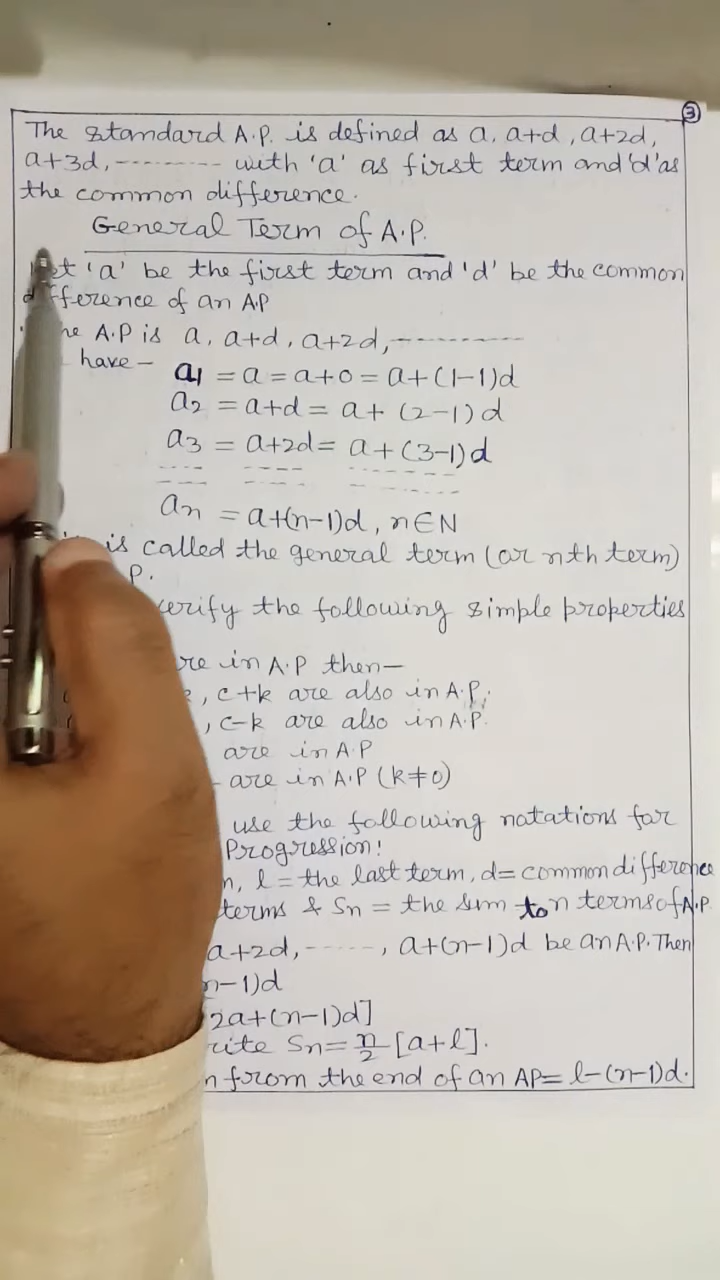 3
The standard A.P. is defined as a, a+d, a+2d,
a+3d, --------- with 'a' as first term and 'd' as
the common difference.
General Term of A.P.
'a' be the first term and 'd' be the common
difference of an A.P
A.P is a, a+d, a+2d, -----------
have –
a1 = a = a+0 = a+(1-1)d
a2 = a+d = a+(2-1)d
a3 = a+2d = a+(3-1)d
an = a+(n-1)d, n∈N
is called the general term (or nth term)
P.
verify the following simple properties
in A.P then–
, c+k are also in A.P.
, c-k are also in A.P.
are in A.P
are in A.P (k≠0)
use the following notations for
Progression!
l = the last term, d= common difference
terms & Sn = the sum to n terms of A.P.
a+2d, ------, a+(n-1)d be an A.P. Then
n-1)d
2a+(n-1)d]
Sn = n/2 [a+l].
from the end of an AP= l-(n-1)d.